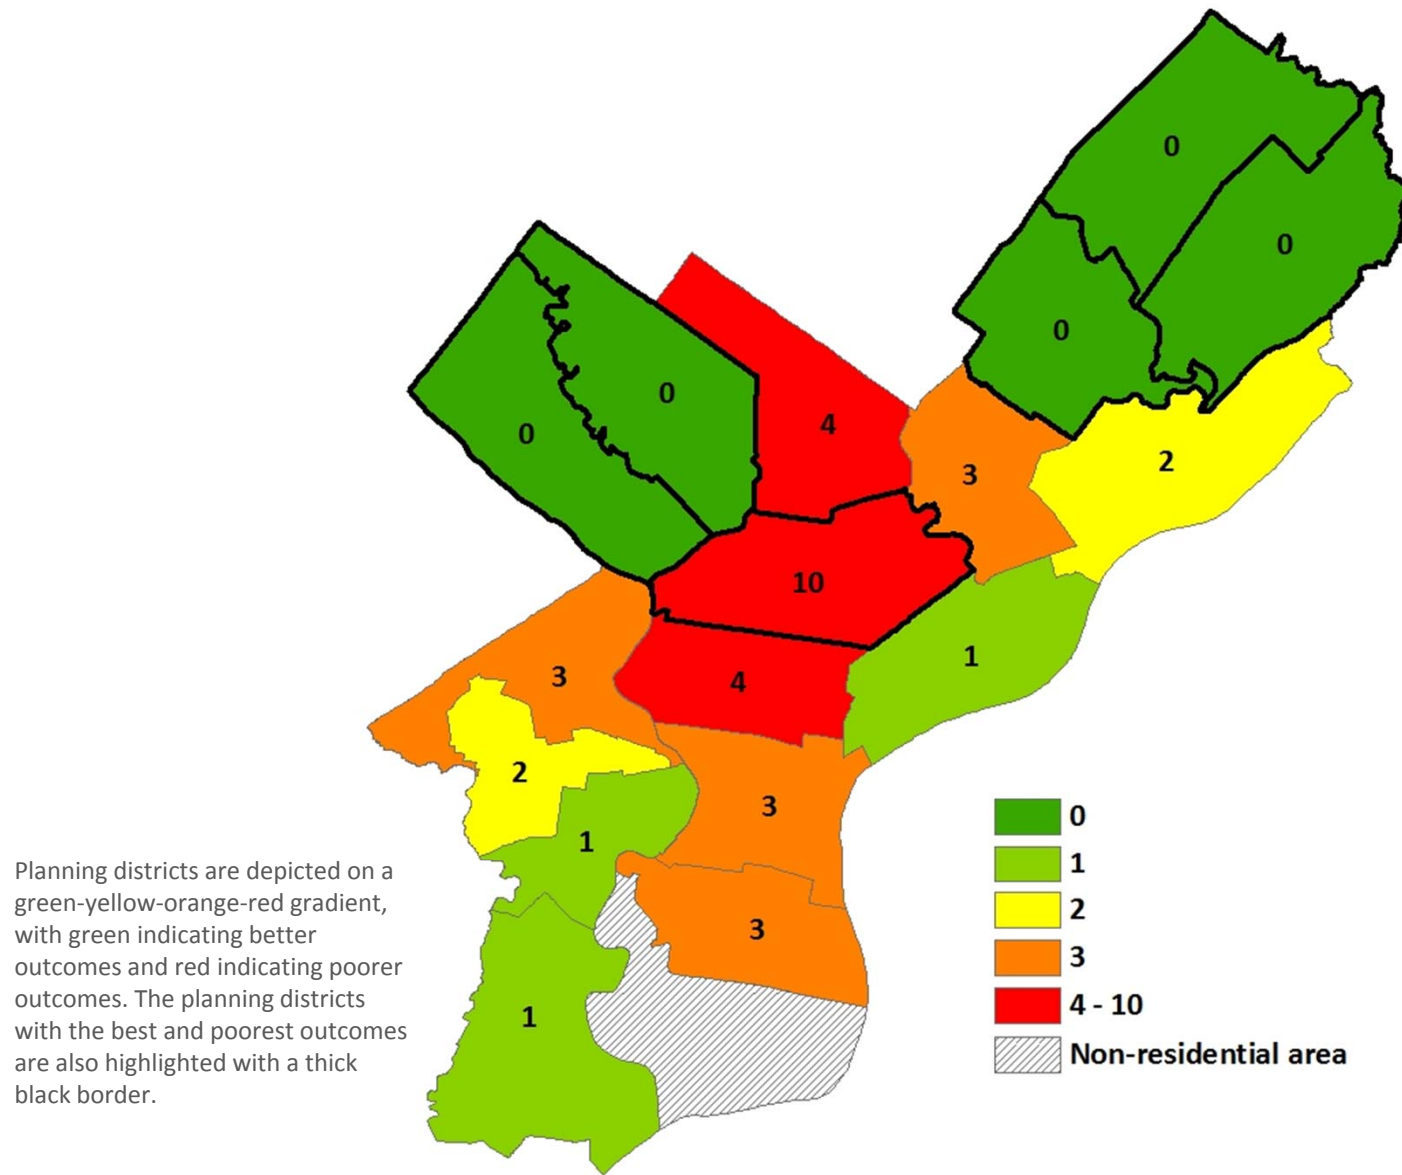 0
0
0
0
0
4
3
2
10
1
3
4
2
3
1
3
1
0
1
2
3
4 - 10
Non-residential area
Planning districts are depicted on a
green-yellow-orange-red gradient,
with green indicating better
outcomes and red indicating poorer
outcomes. The planning districts
with the best and poorest outcomes
are also highlighted with a thick
black border.